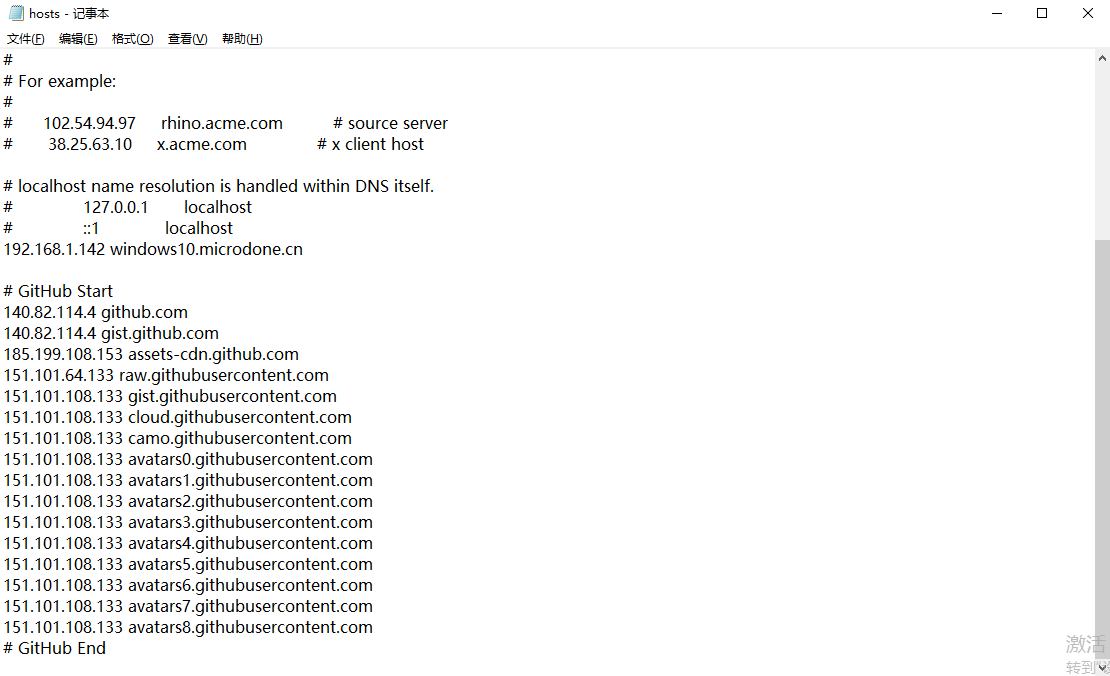 hosts - 记事本
文件(F) 编辑(E) 格式(O) 查看(V) 帮助(H)
#
# For example:
#
# 102.54.94.97 rhino.acme.com # source server
# 38.25.63.10 x.acme.com # x client host
# localhost name resolution is handled within DNS itself.
# 127.0.0.1 localhost
# ::1 localhost
192.168.1.142 windows10.microdone.cn
# GitHub Start
140.82.114.4 github.com
140.82.114.4 gist.github.com
185.199.108.153 assets-cdn.github.com
151.101.64.133 raw.githubusercontent.com
151.101.108.133 gist.githubusercontent.com
151.101.108.133 cloud.githubusercontent.com
151.101.108.133 camo.githubusercontent.com
151.101.108.133 avatars0.githubusercontent.com
151.101.108.133 avatars1.githubusercontent.com
151.101.108.133 avatars2.githubusercontent.com
151.101.108.133 avatars3.githubusercontent.com
151.101.108.133 avatars4.githubusercontent.com
151.101.108.133 avatars5.githubusercontent.com
151.101.108.133 avatars6.githubusercontent.com
151.101.108.133 avatars7.githubusercontent.com
151.101.108.133 avatars8.githubusercontent.com
# GitHub End
激活
转到